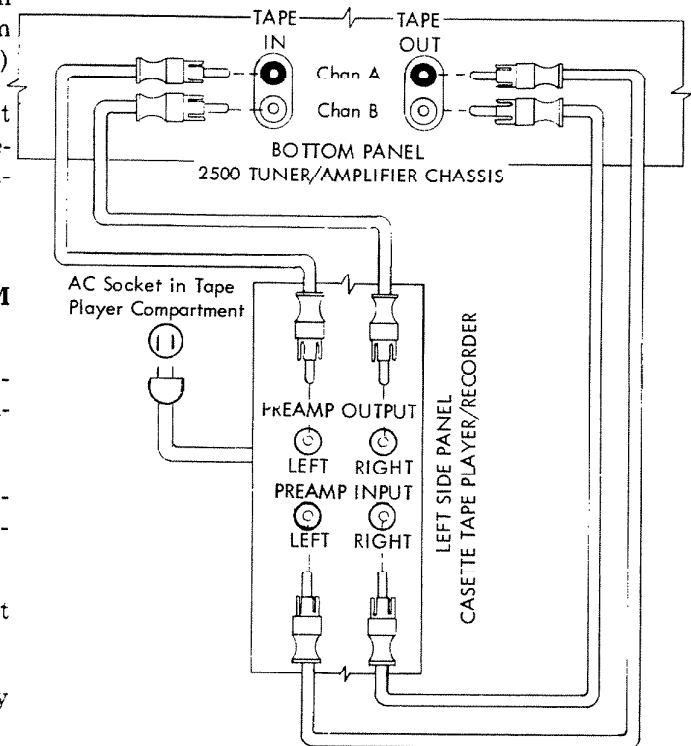 TAPE TAPE
IN OUT
Chan A
Chan B
BOTTOM PANEL
2500 TUNER/AMPLIFIER CHASSIS
AC Socket in Tape
Player Compartment
PREAMP OUTPUT
LEFT RIGHT
PREAMP INPUT
LEFT RIGHT
LEFT SIDE PANEL
CASETTE TAPE PLAYER/RECORDER